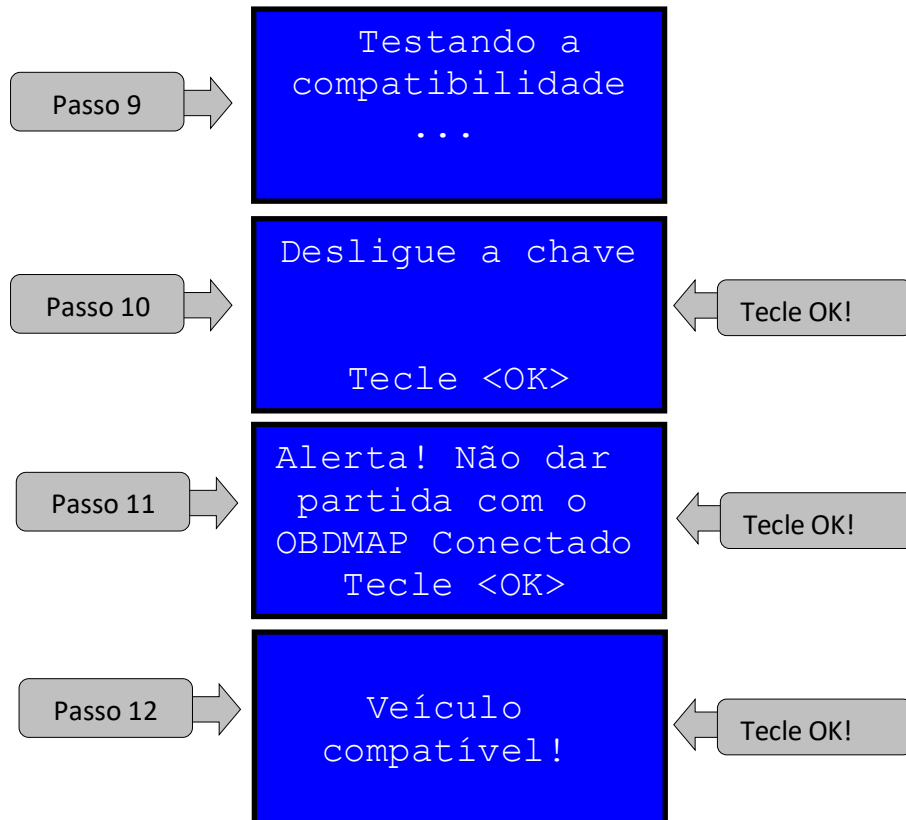 Passo 9
Testando a
compatibilidade
...
Passo 10
Desligue a chave
Tecle <OK>
Tecle OK!
Passo 11
Alerta! Não dar
partida com o
OBDMAP Conectado
Tecle <OK>
Tecle OK!
Passo 12
Veículo
compatível!
Tecle OK!